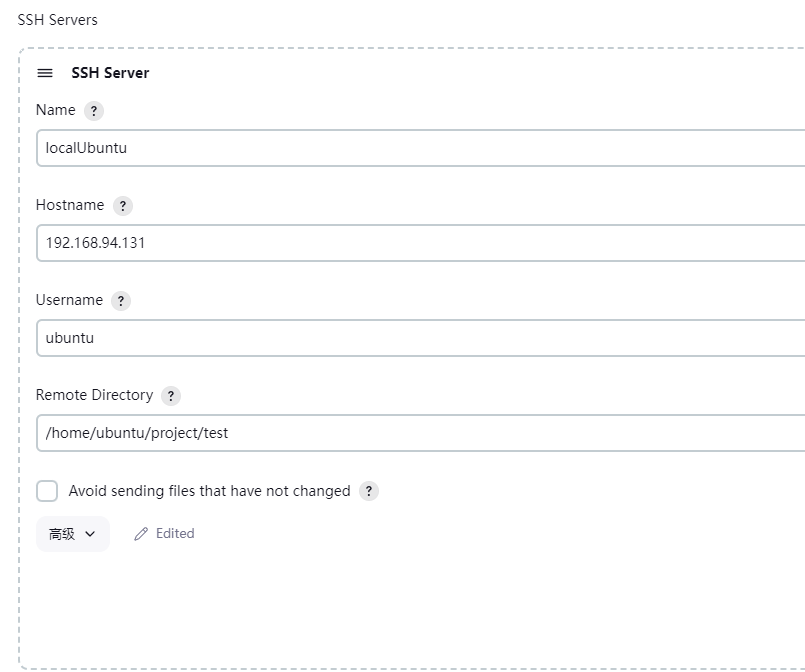 SSH Servers
SSH Server
Name ?
localUbuntu
Hostname ?
192.168.94.131
Username ?
ubuntu
Remote Directory ?
/home/ubuntu/project/test
Avoid sending files that have not changed ?
高级 Edited